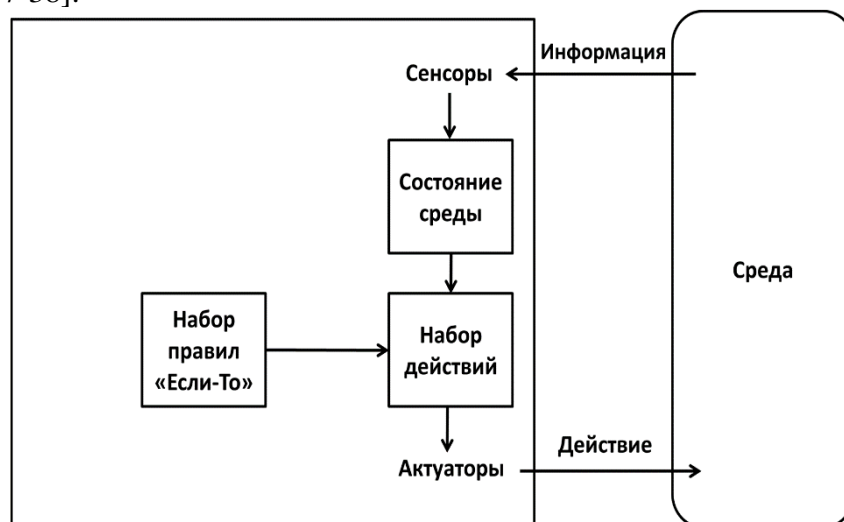 Информация
Сенсоры
Состояние
среды
Среда
Набор
правил
«Если-То»
Набор
действий
Действие
Актуаторы